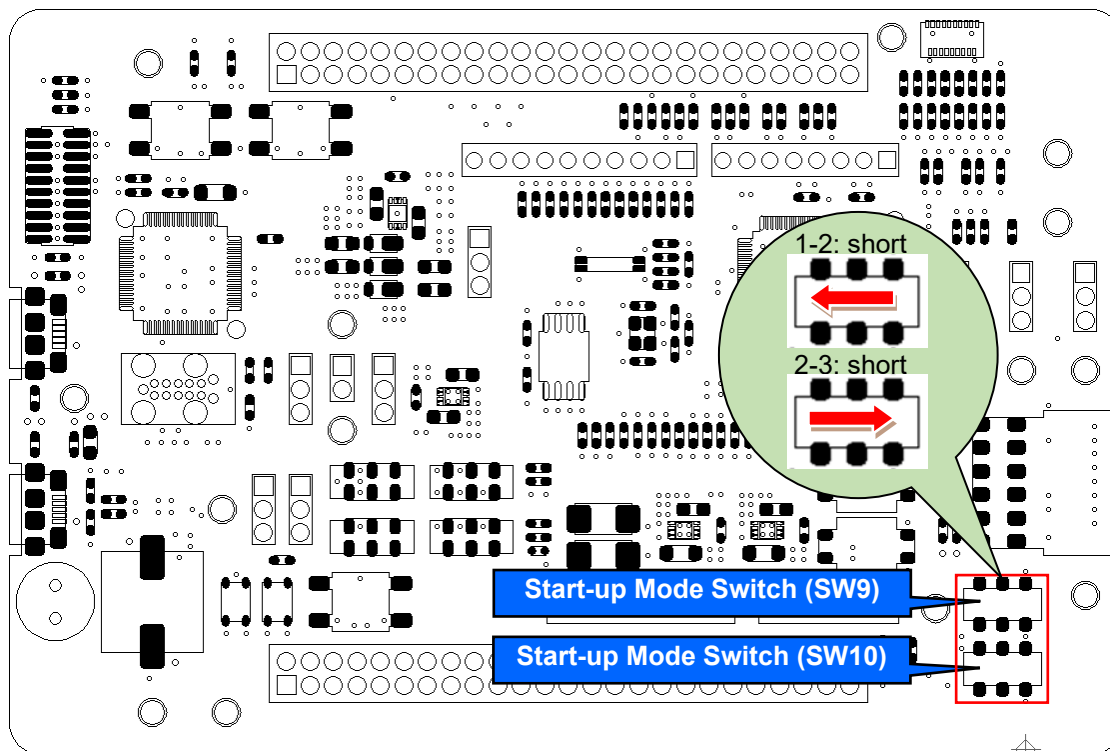 1-2: short
2-3: short
Start-up Mode Switch (SW9)
Start-up Mode Switch (SW10)